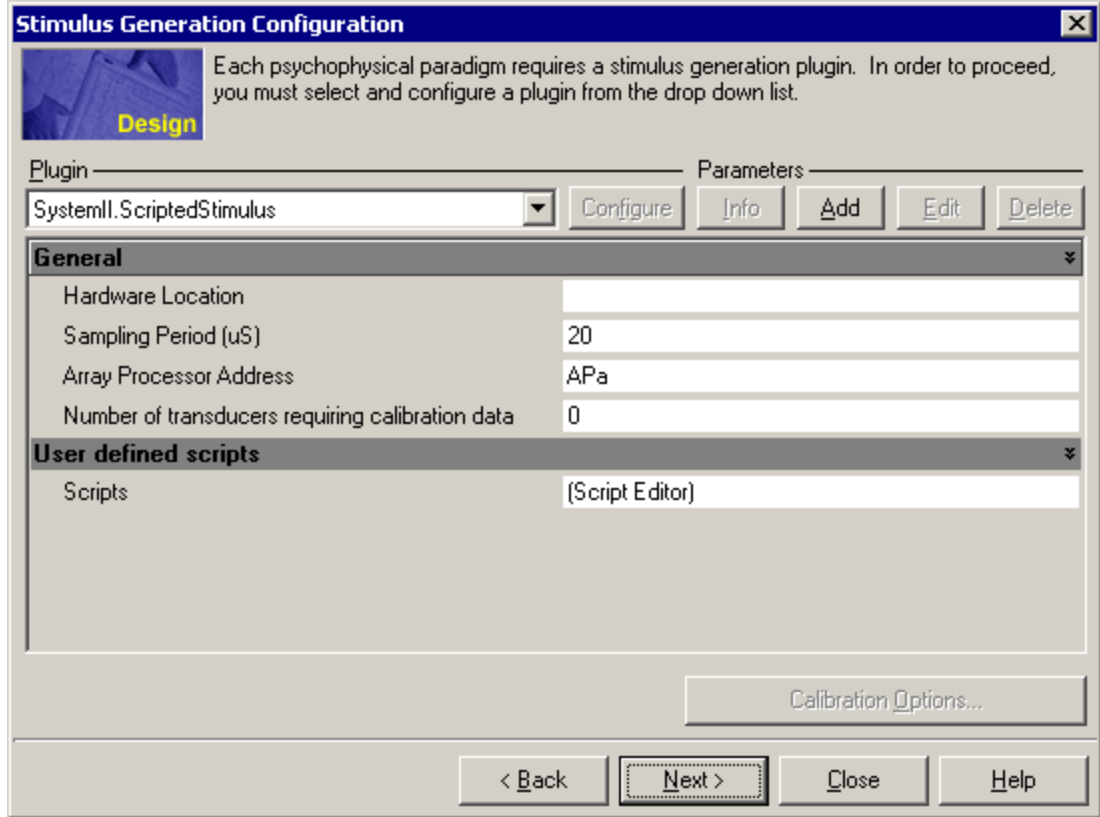 Stimulus Generation Configuration
Design
Each psychophysical paradigm requires a stimulus generation plugin. In order to proceed,
you must select and configure a plugin from the drop down list.
Plugin
Parameters
SystemII.ScriptedStimulus
Configure
Info
Add
Edit
Delete
General
Hardware Location
Sampling Period (uS) 20
Array Processor Address APa
Number of transducers requiring calibration data 0
User defined scripts
Scripts (Script Editor)
Calibration Options...
< Back
Next >
Close
Help